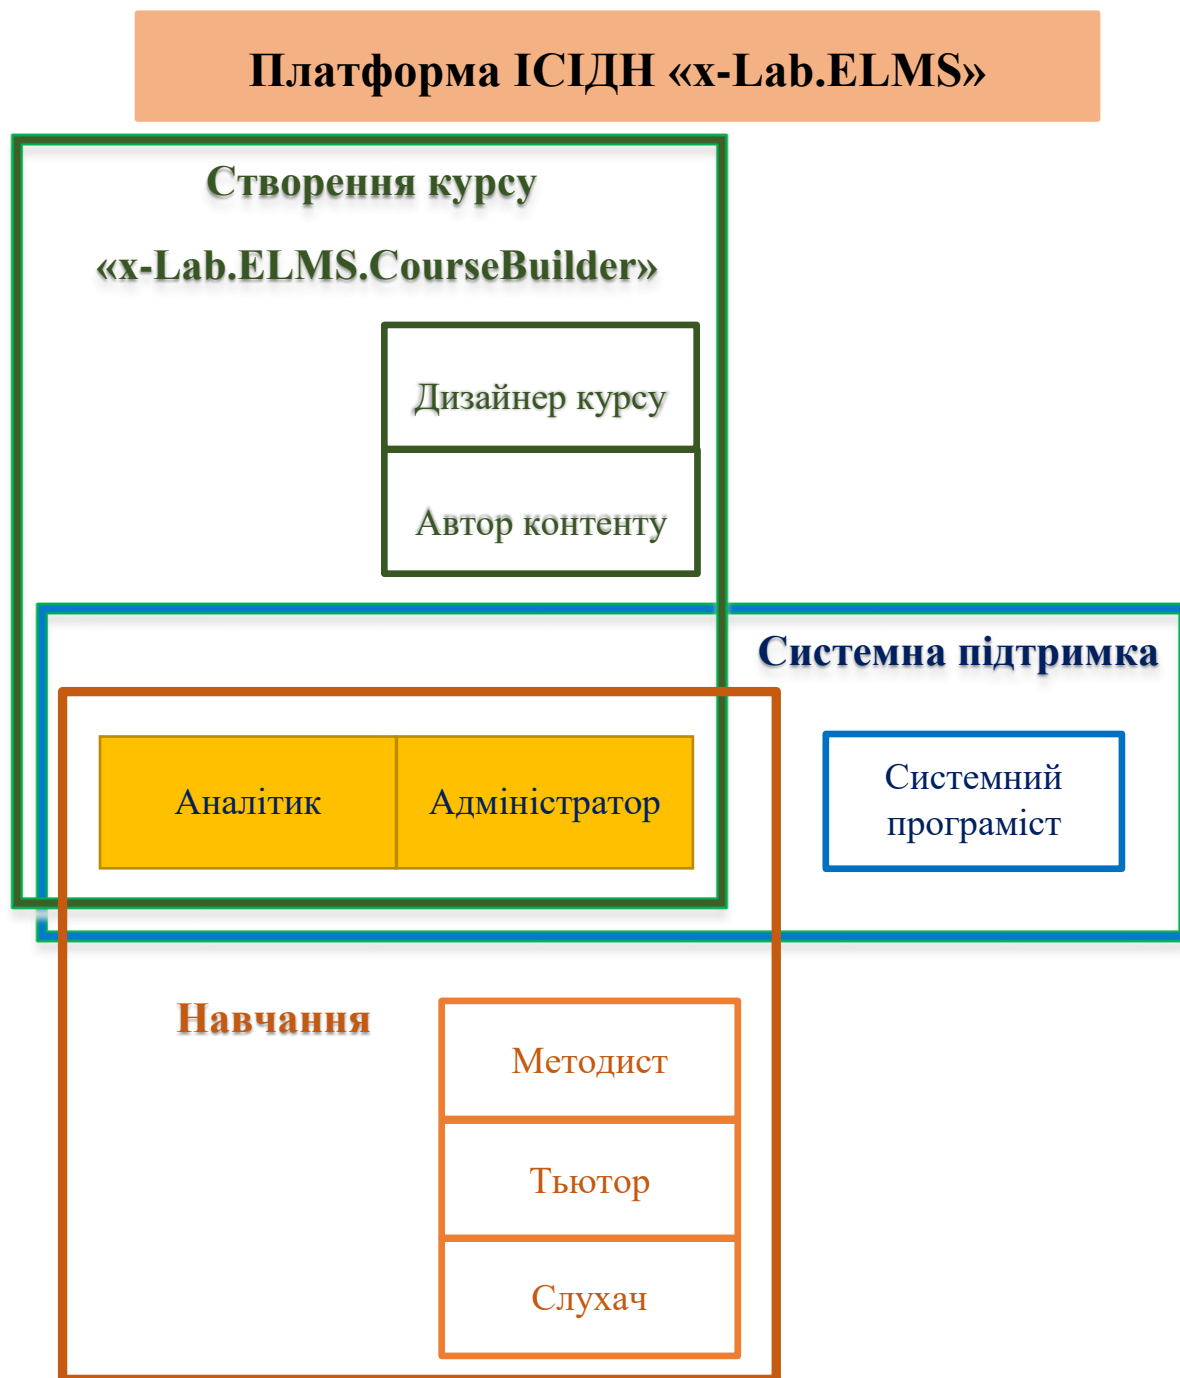 Платформа ІСІДН «x-Lab.ELMS»
Створення курсу
«x-Lab.ELMS.CourseBuilder»
Дизайнер курсу
Автор контенту
Системна підтримка
Аналітик
Адміністратор
Системний
програміст
Навчання
Методист
Тьютор
Слухач